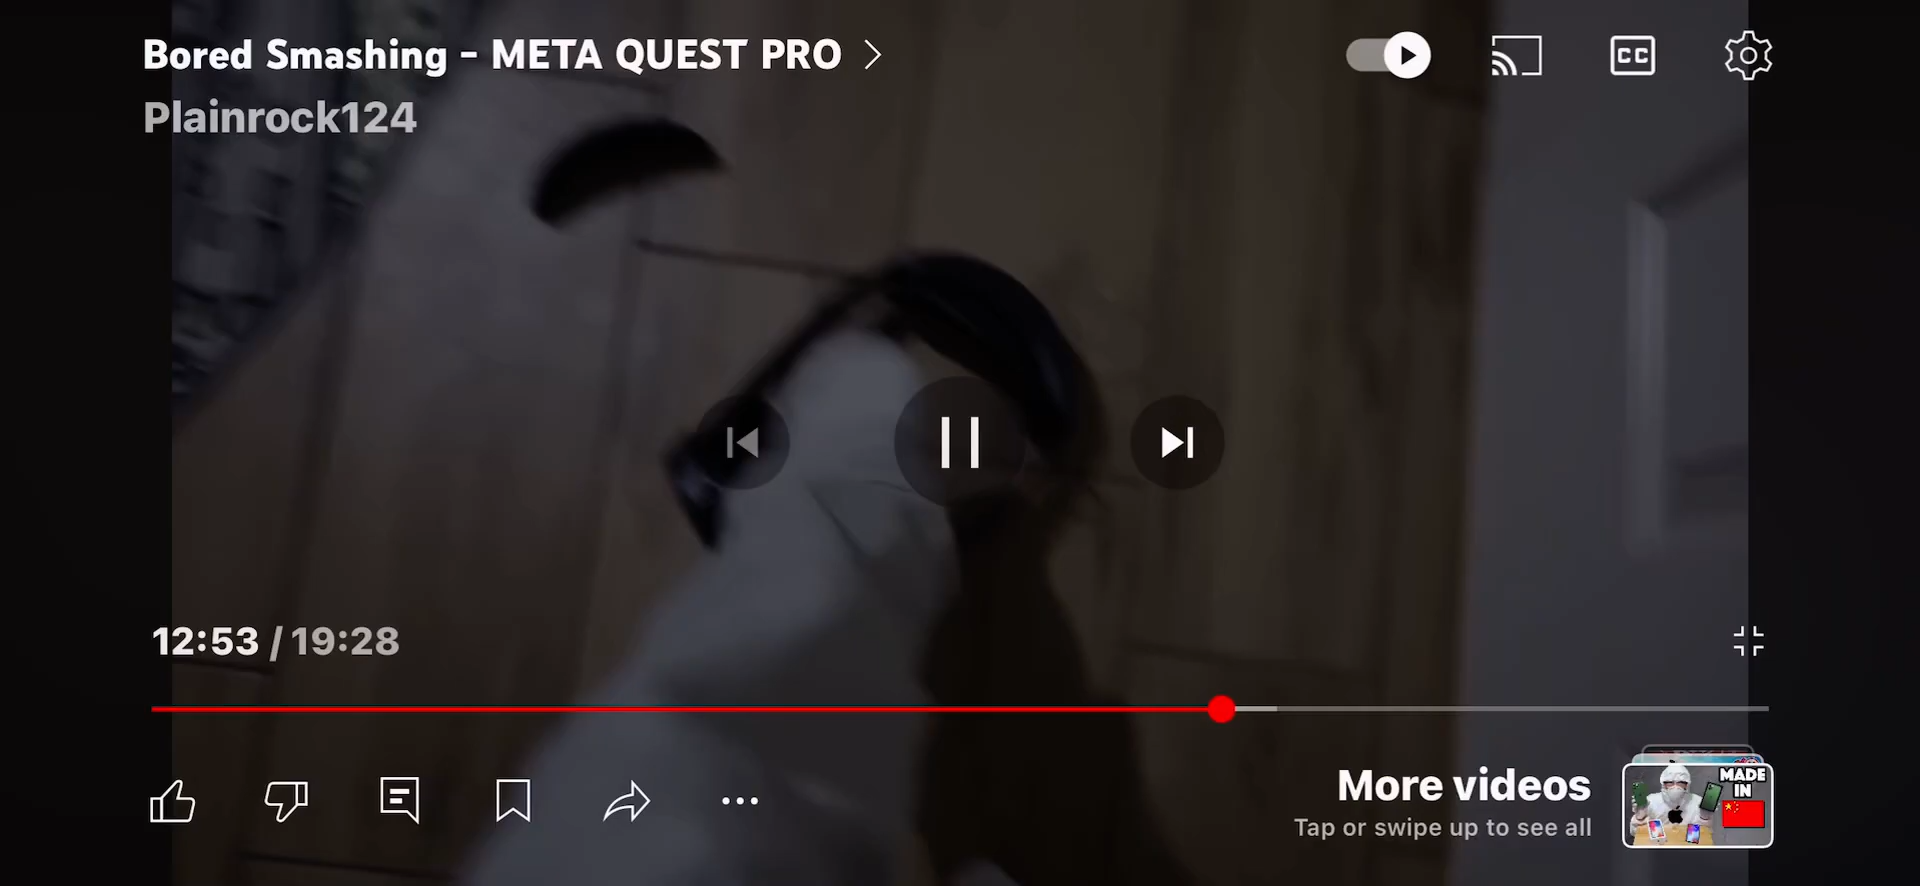 Bored Smashing - META QUEST PRO
Plainrock124
CC
12:53 / 19:28
More videos
Tap or swipe up to see all
MADE
IN